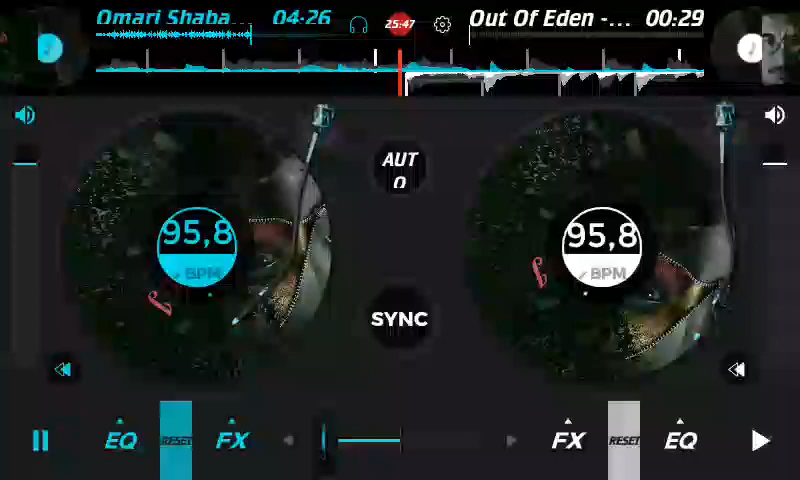 Omari Shaba
04:26
25:47
Out Of Eden -...
00:29
AUT
O
95,8
BPM
95,8
BPM
SYNC
EQ
RESET
FX
FX
RESET
EQ